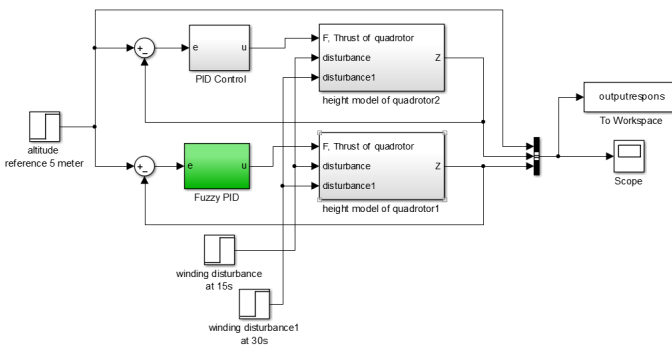 F, Thrust of quadrotor
e
u
disturbance
Z
disturbance1
PID Control
height model of quadrotor2
outputrespons
To Workspace
altitude
reference 5 meter
F, Thrust of quadrotor
e
u
disturbance
Z
disturbance1
Fuzzy PID
height model of quadrotor1
Scope
winding disturbance
at 15s
winding disturbance1
at 30s